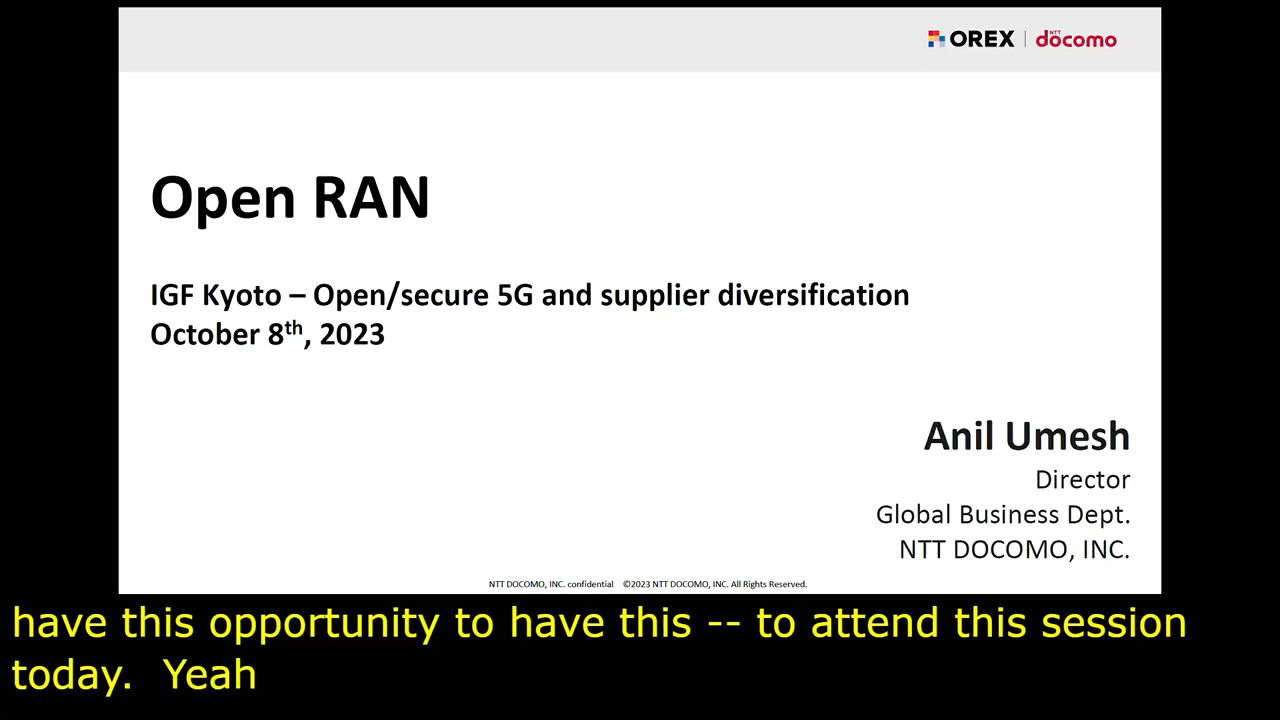 OREX | NTT docomo
Open RAN
IGF Kyoto – Open/secure 5G and supplier diversification
October 8th, 2023
Anil Umesh
Director
Global Business Dept.
NTT DOCOMO, INC.
NTT DOCOMO, INC. confidential ©2023 NTT DOCOMO, INC. All Rights Reserved.
have this opportunity to have this -- to attend this session
today.  Yeah